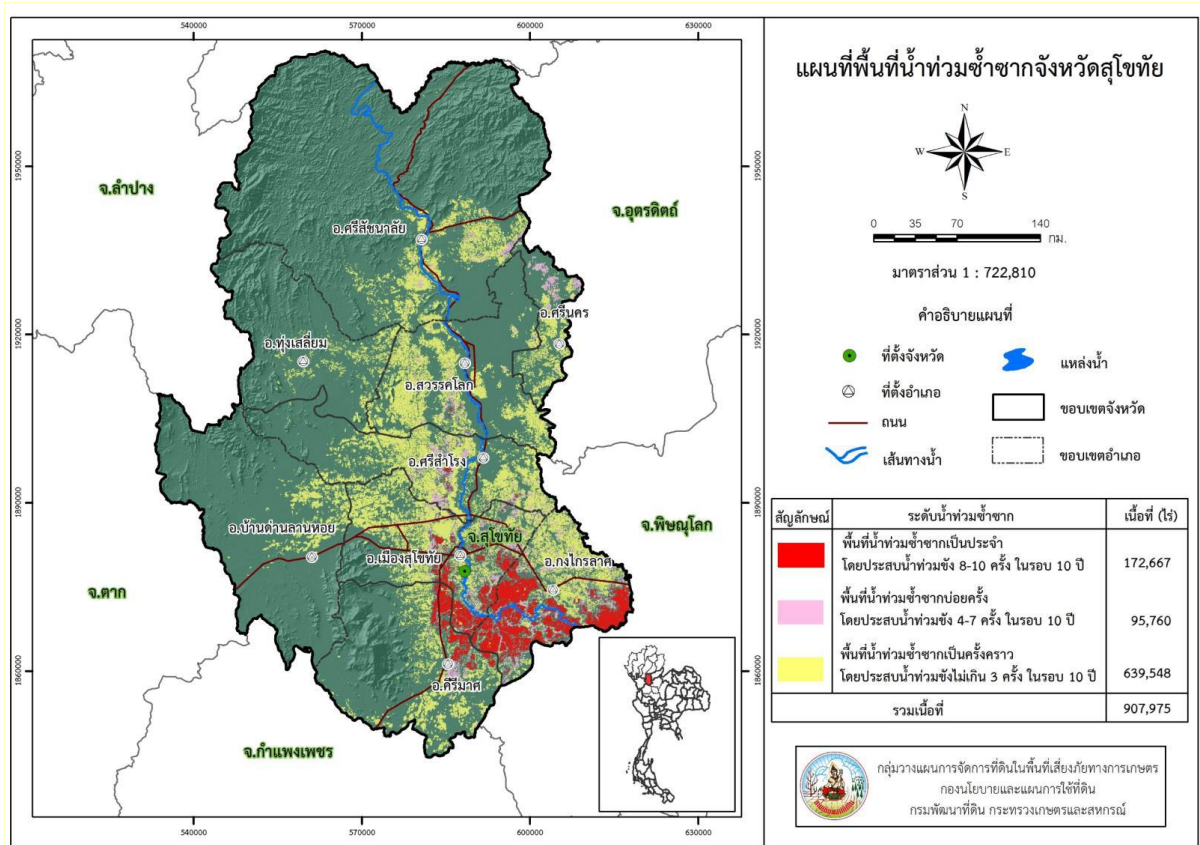 540000
570000
600000
630000
1950000
1920000
1890000
1860000
1950000
1920000
1890000
1860000
จ.ลำปาง
จ.อุตรดิตถ์
อ.ศรีสัชนาลัย
อ.ศรีนคร
อ.ทุ่งเสลี่ยม
อ.สวรรคโลก
อ.ศรีสำโรง
จ.พิษณุโลก
อ.บ้านด่านลานหอย
อ.เมืองสุโขทัย
จ.สุโขทัย
อ.กงไกรลาศ
จ.ตาก
อ.คีรีมาศ
จ.กำแพงเพชร
540000
570000
600000
630000
แผนที่พื้นที่น้ำท่วมซ้ำซากจังหวัดสุโขทัย
N
W E
S
0 35 70 140
กม.
มาตราส่วน 1 : 722,810
คำอธิบายแผนที่
ที่ตั้งจังหวัด
แหล่งน้ำ
ที่ตั้งอำเภอ
ขอบเขตจังหวัด
ถนน
เส้นทางน้ำ
ขอบเขตอำเภอ
สัญลักษณ์ ระดับน้ำท่วมซ้ำซาก เนื้อที่ (ไร่)
พื้นที่น้ำท่วมซ้ำซากเป็นประจำ
โดยประสบน้ำท่วมขัง 8-10 ครั้ง ในรอบ 10 ปี 172,667
พื้นที่น้ำท่วมซ้ำซากบ่อยครั้ง
โดยประสบน้ำท่วมขัง 4-7 ครั้ง ในรอบ 10 ปี 95,760
พื้นที่น้ำท่วมซ้ำซากเป็นครั้งคราว
โดยประสบน้ำท่วมขังไม่เกิน 3 ครั้ง ในรอบ 10 ปี 639,548
รวมเนื้อที่ 907,975
กลุ่มวางแผนการจัดการที่ดินในพื้นที่เสี่ยงภัยทางการเกษตร
กองนโยบายและแผนการใช้ที่ดิน
กรมพัฒนาที่ดิน กระทรวงเกษตรและสหกรณ์